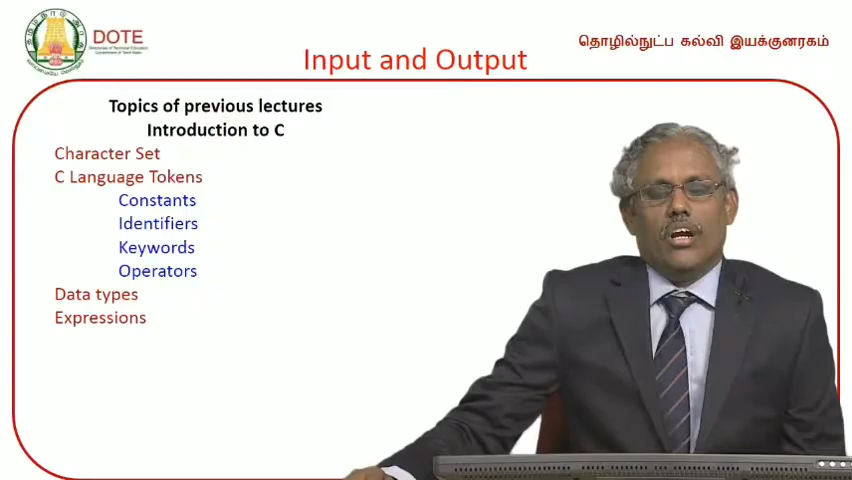 DOTE
தொழில்நுட்ப கல்வி இயக்குனரகம்
Input and Output
Topics of previous lectures
Introduction to C
Character Set
C Language Tokens
Constants
Identifiers
Keywords
Operators
Data types
Expressions